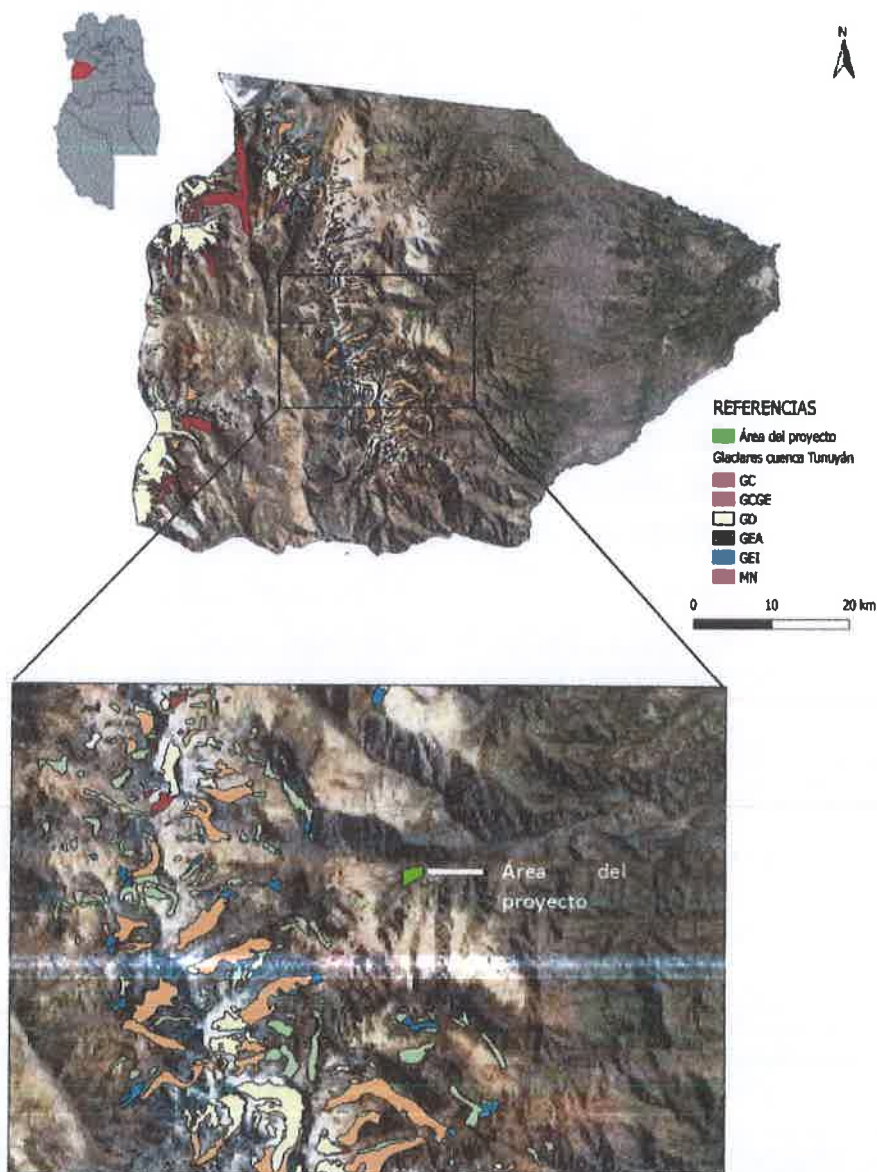 N
REFERENCIAS
Área del proyecto
Glaciares cuenca Tunuyán
GC
GCGE
GD
GEA
GEI
MN
0 10 20 km
Área del
proyecto